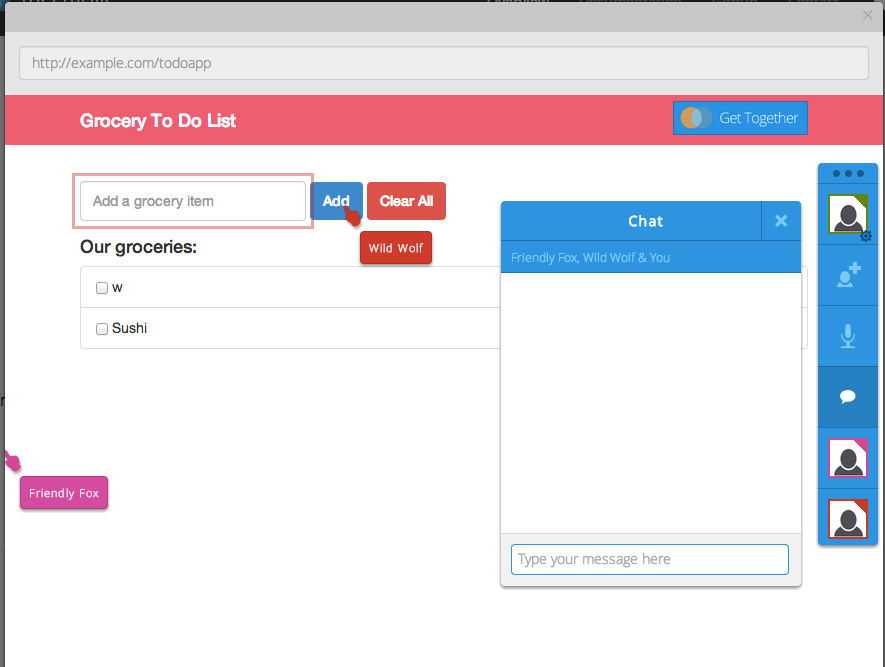 http://example.com/todoapp
Grocery To Do List
Get Together
Add a grocery item
Add
Clear All
Wild Wolf
Our groceries:
w
Sushi
Chat
Friendly Fox, Wild Wolf & You
Friendly Fox
Type your message here